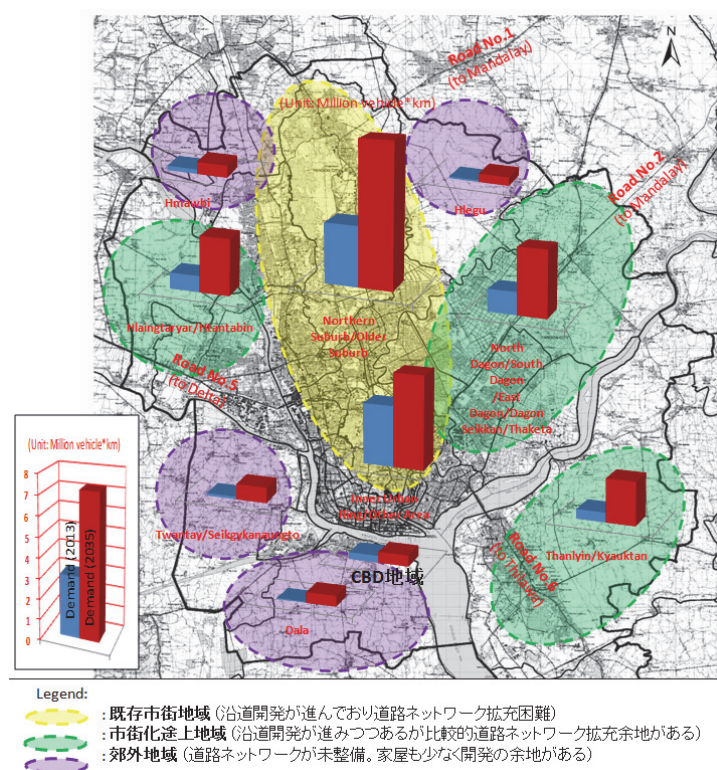 Road No.1
(to Mandalay)
N
(Unit: Million vehicle*km)
Hmawbi
Hlegu
Road No.2
(to Mandalay)
Hlaingtaryar/Htantabin
Northern
Suburb/Older
Suburb
North
Dagon/South
Dagon
/East
Dagon/Dagon
Seikkan/Thaketa
Road No.5
(to Delta)
(Unit: Million vehicle*km)
8
7
6
5
4
3
2
1
0
Demand (2013)
Demand (2035)
Twantay/Seikgykanaungto
Inner Urban
Ring/Other Area
CBD地域
Thanlyin/Kyauktan
Road No.6
(to Thilawa)
Dala
Legend:
: 既存市街地域 (沿道開発が進んでおり道路ネットワーク拡充困難)
: 市街化途上地域 (沿道開発が進みつつあるが比較的道路ネットワーク拡充余地がある)
: 郊外地域 (道路ネットワークが未整備。家屋も少なく開発の余地がある)